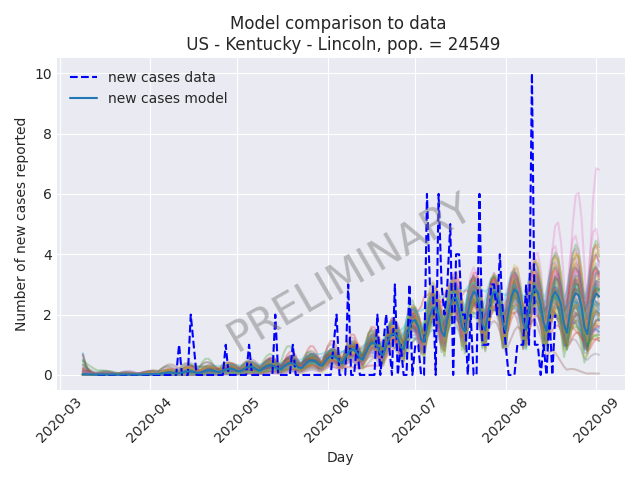 Model comparison to data
US - Kentucky - Lincoln, pop. = 24549
new cases data
new cases model
PRELIMINARY
Number of new cases reported
10
8
6
4
2
0
2020-03
2020-04
2020-05
2020-06
2020-07
2020-08
2020-09
Day